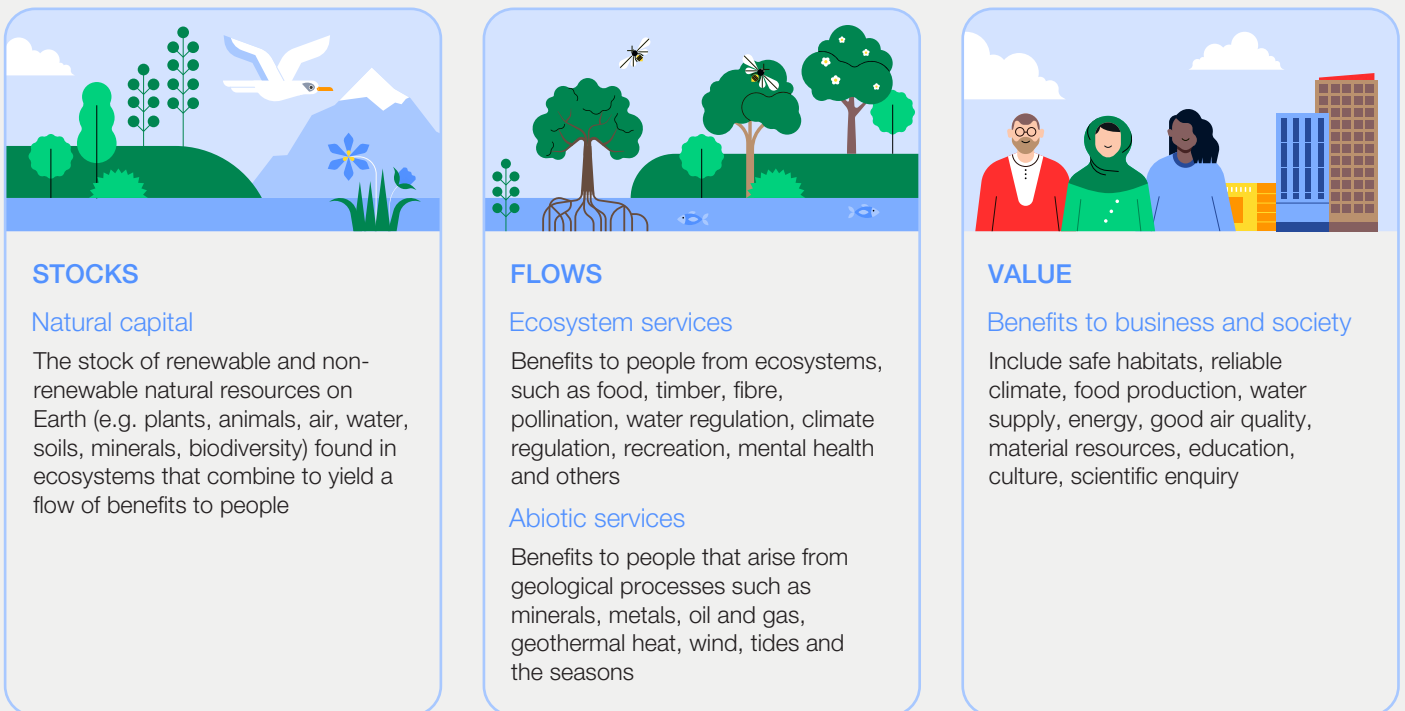 STOCKS
Natural capital
The stock of renewable and non-
renewable natural resources on
Earth (e.g. plants, animals, air, water,
soils, minerals, biodiversity) found in
ecosystems that combine to yield a
flow of benefits to people
FLOWS
Ecosystem services
Benefits to people from ecosystems,
such as food, timber, fibre,
pollination, water regulation, climate
regulation, recreation, mental health
and others
Abiotic services
Benefits to people that arise from
geological processes such as
minerals, metals, oil and gas,
geothermal heat, wind, tides and
the seasons
VALUE
Benefits to business and society
Include safe habitats, reliable
climate, food production, water
supply, energy, good air quality,
material resources, education,
culture, scientific enquiry